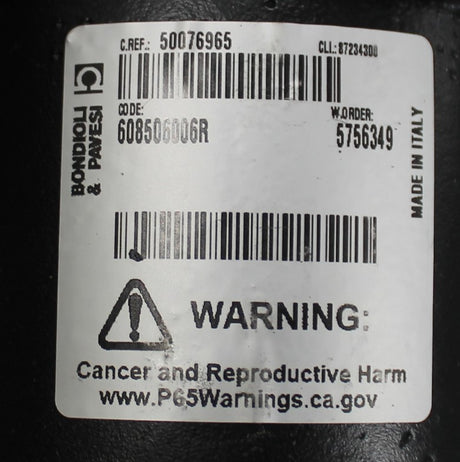 C.REF.: 50076965
CLI.: 87234300
BONDIOLI
& PAVESI
CODE:
608506006R
W.ORDER:
5756349
MADE IN ITALY
WARNING:
Cancer and Reproductive Harm
www.P65Warnings.ca.gov